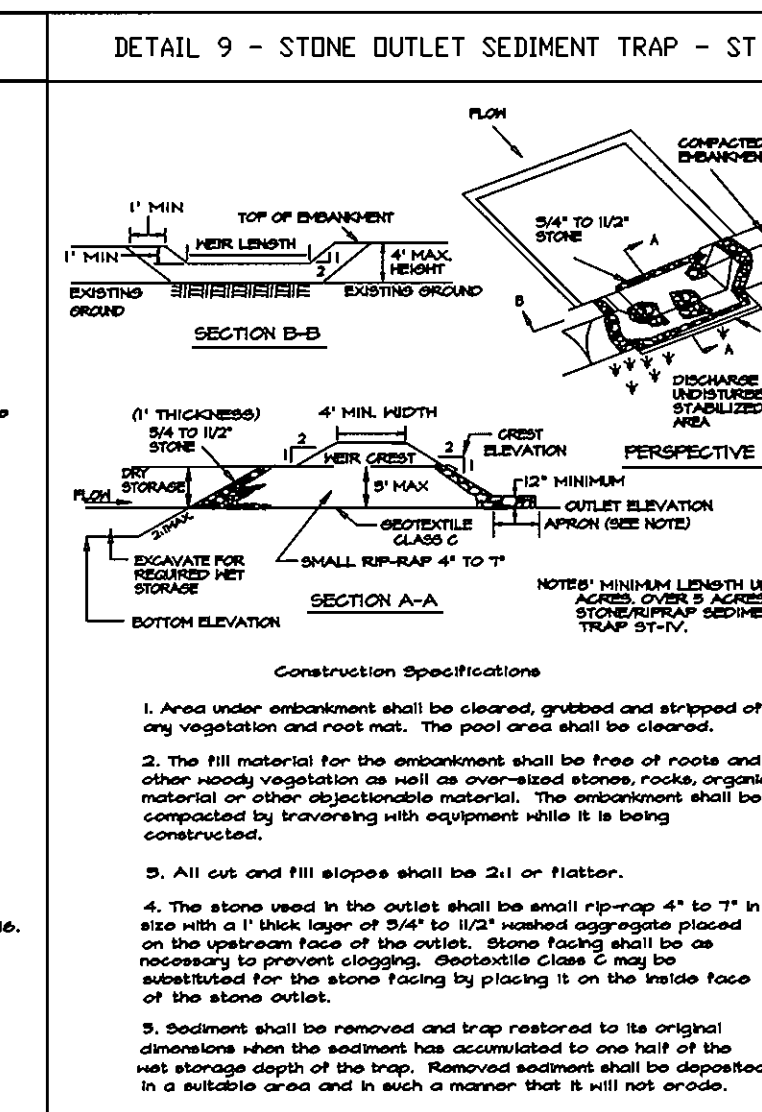 DETAIL 9 - STONE OUTLET SEDIMENT TRAP - ST
FLOW
COMPACTED
EMBANKMEN
3/4" TO 1 1/2"
STONE
A
B
A
DISCHARGE
UNDISTURBE
STABILIZED
AREA
PERSPECTIVE
1' MIN
TOP OF EMBANKMENT
WEIR LENGTH
1' MIN
1
2
4' MAX.
HEIGHT
EXISTING
GROUND
EXISTING GROUND
SECTION B-B
(1' THICKNESS)
3/4 TO 1 1/2"
STONE
4' MIN. WIDTH
2
1
WEIR CREST
2
1
CREST
ELEVATION
DRY
STORAGE
FLOW
3' MAX
12" MINIMUM
OUTLET ELEVATION
APRON (SEE NOTE)
2:1 MAX.
GEOTEXTILE
CLASS C
EXCAVATE FOR
REQUIRED WET
STORAGE
SMALL RIP-RAP 4" TO 7"
SECTION A-A
BOTTOM ELEVATION
MINIMUM LENGTH U
ACRES. OVER 5 ACRES
STONE/RIPRAP SEDIME
TRAP ST-IV.
Construction Specifications
1. Area under embankment shall be cleared, grubbed and stripped of
any vegetation and root mat. The pool area shall be cleared.
2. The fill material for the embankment shall be free of roots and
other woody vegetation as well as over-sized stones, rocks, organic
material or other objectionable material. The embankment shall be
compacted by traversing with equipment while it is being
constructed.
3. All cut and fill slopes shall be 2:1 or flatter.
4. The stone used in the outlet shall be small rip-rap 4" to 7" in
size with a 1' thick layer of 3/4" to 1 1/2" washed aggregate placed
on the upstream face of the outlet. Stone facing shall be as
necessary to prevent clogging. Geotextile Class C may be
substituted for the stone facing by placing it on the inside face
of the stone outlet.
5. Sediment shall be removed and trap restored to its original
dimensions when the sediment has accumulated to one half of the
wet storage depth of the trap. Removed sediment shall be deposited
in a suitable area and in such a manner that it will not erode.